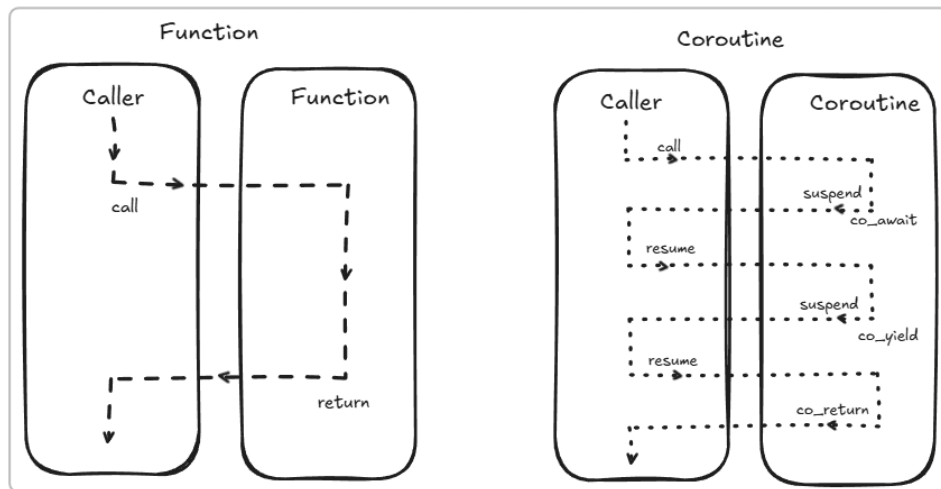 Function
Caller
Function
call
return
Coroutine
Caller
Coroutine
call
suspend
co_await
resume
suspend
co_yield
resume
co_return